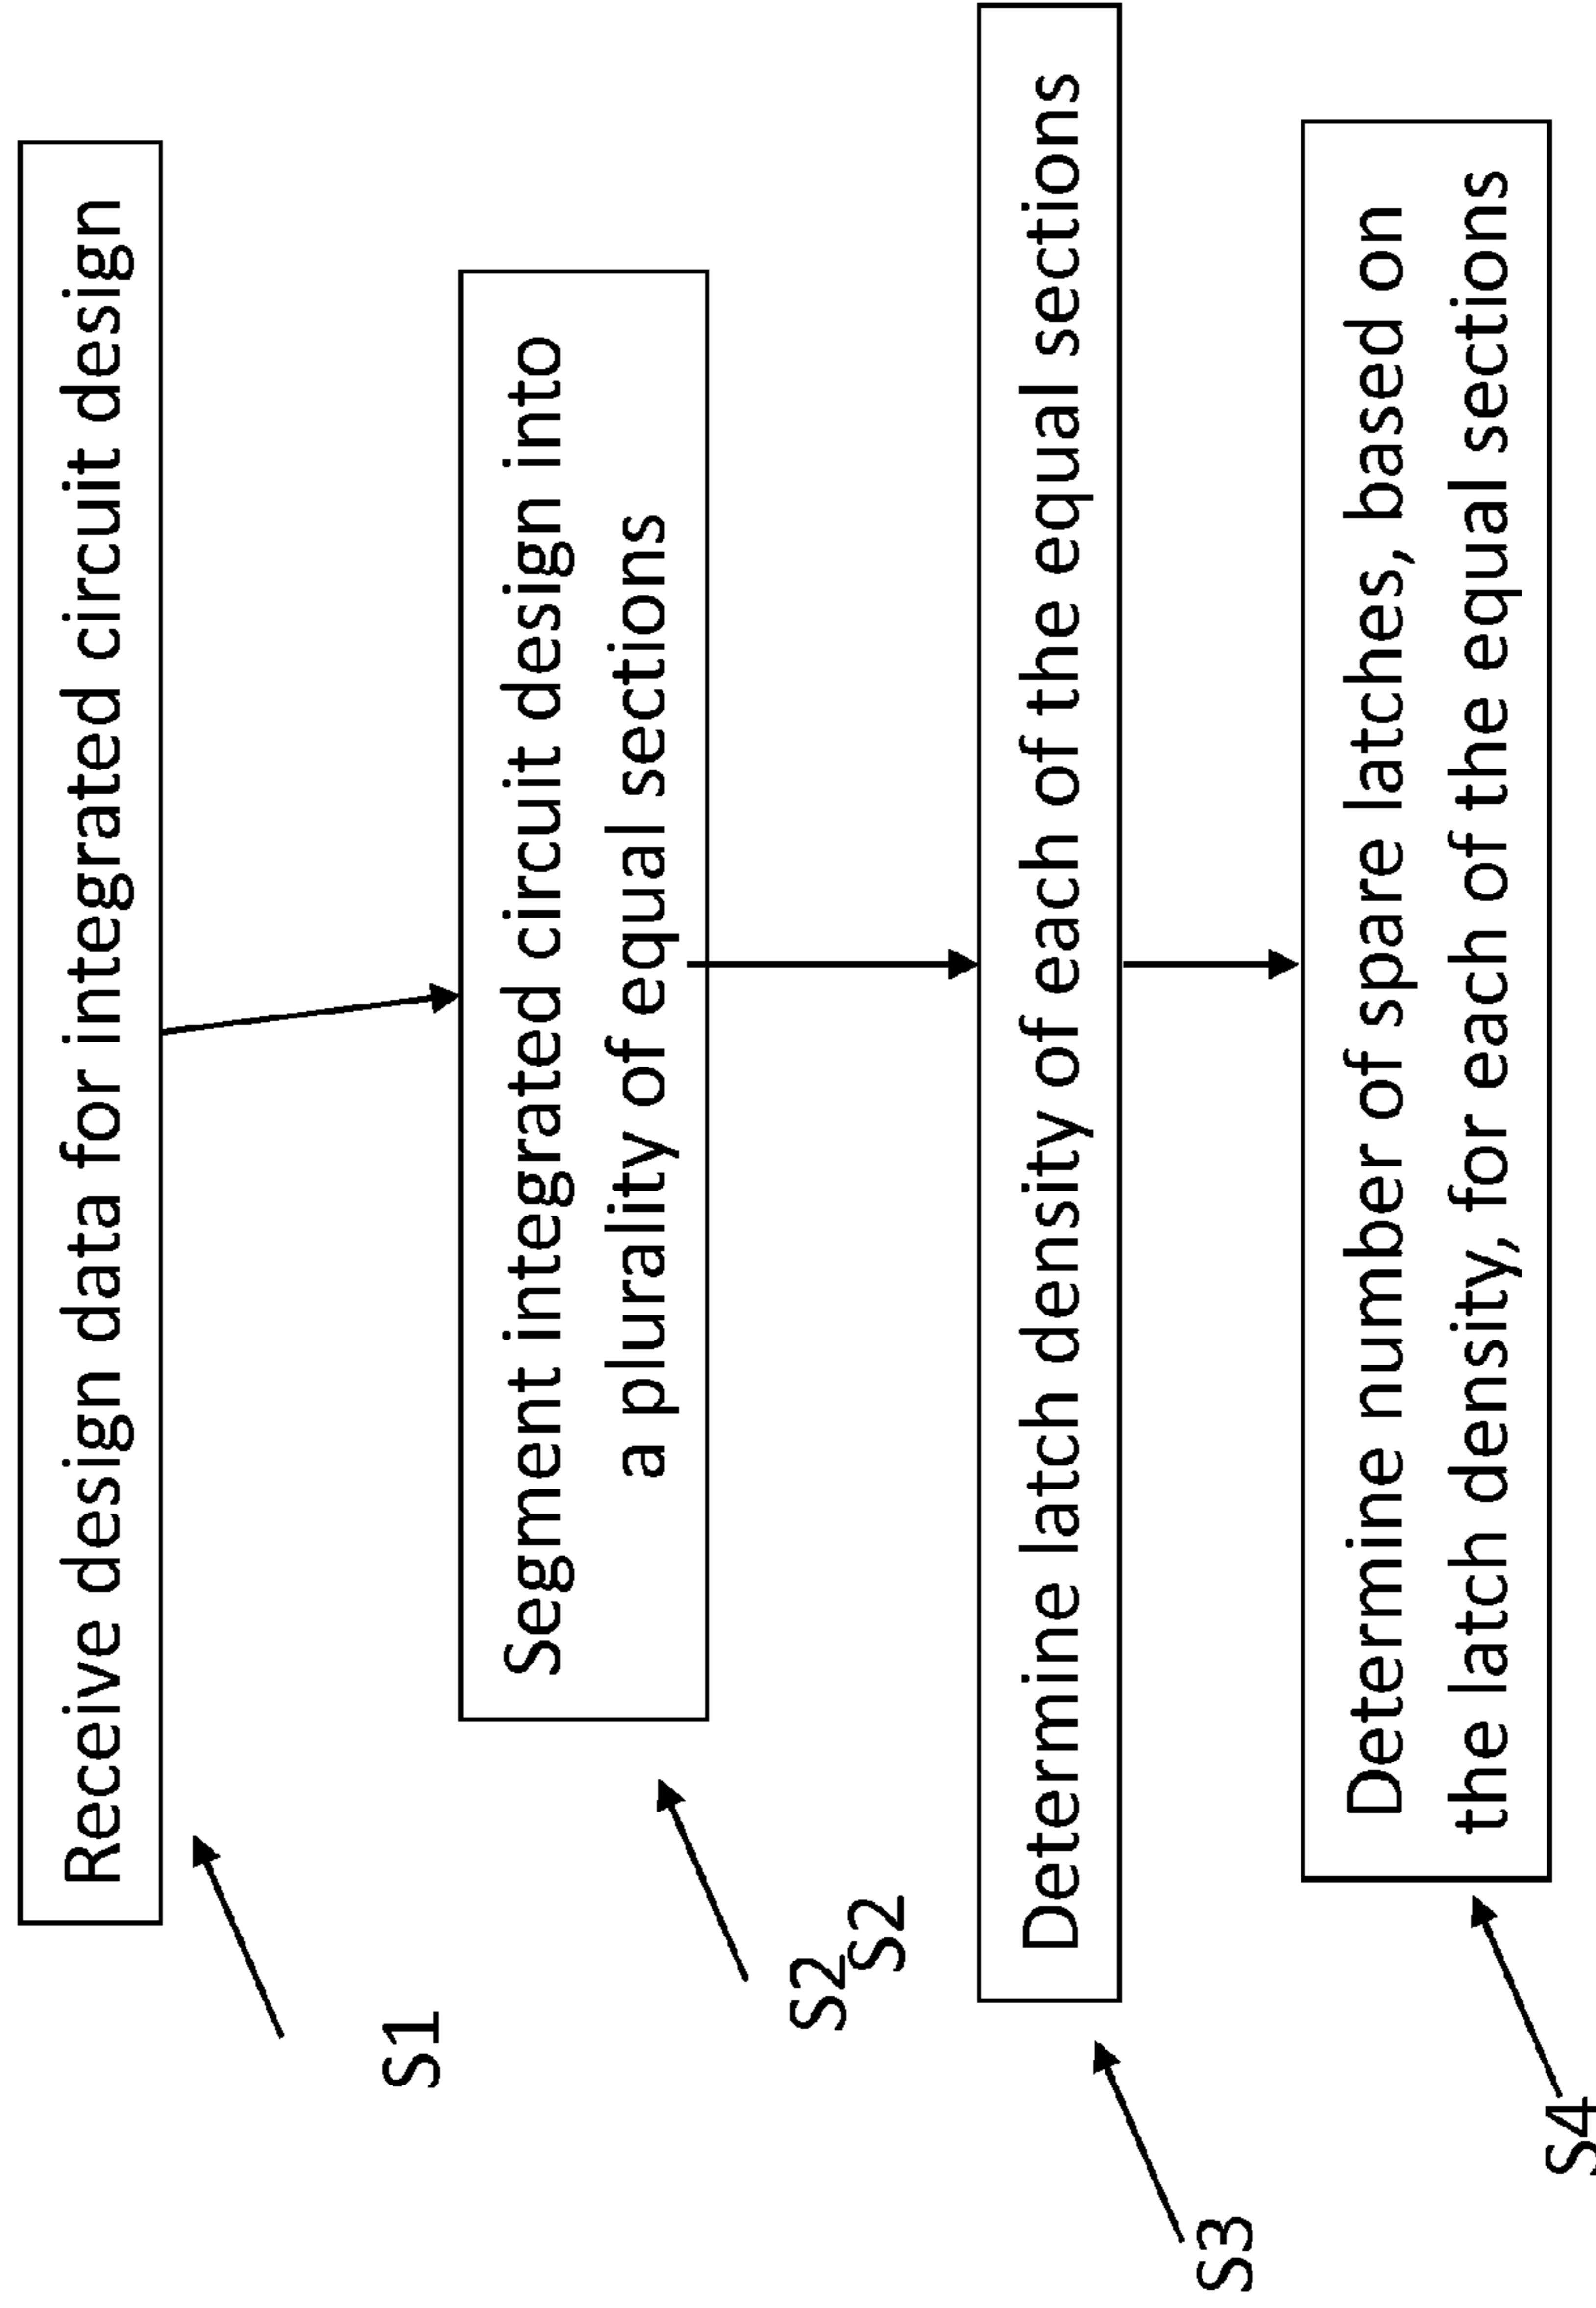 Receive design data for integrated circuit design
S1
Segment integrated circuit design into
a plurality of equal sections
S2
S2
Determine latch density of each of the equal sections
S3
Determine number of spare latches, based on
the latch density, for each of the equal sections
S4